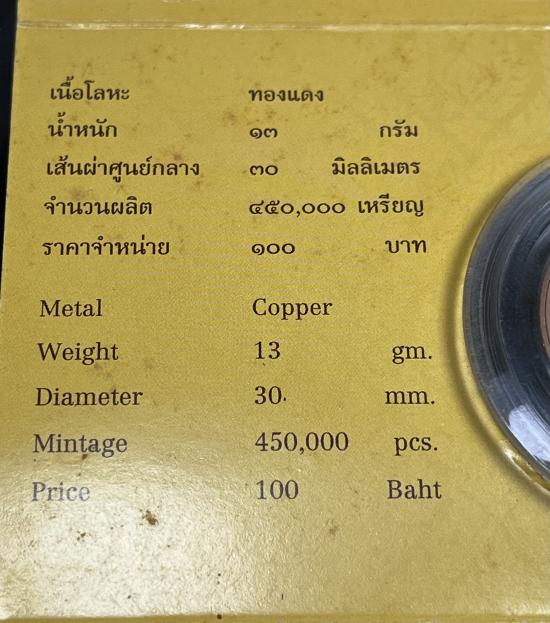 เนื้อโลหะ ทองแดง
น้ำหนัก ๑๓ กรัม
เส้นผ่าศูนย์กลาง ๓๐ มิลลิเมตร
จำนวนผลิต ๔๕๐,๐๐๐ เหรียญ
ราคาจำหน่าย ๑๐๐ บาท
Metal Copper
Weight 13 gm.
Diameter 30 mm.
Mintage 450,000 pcs.
Price 100 Baht